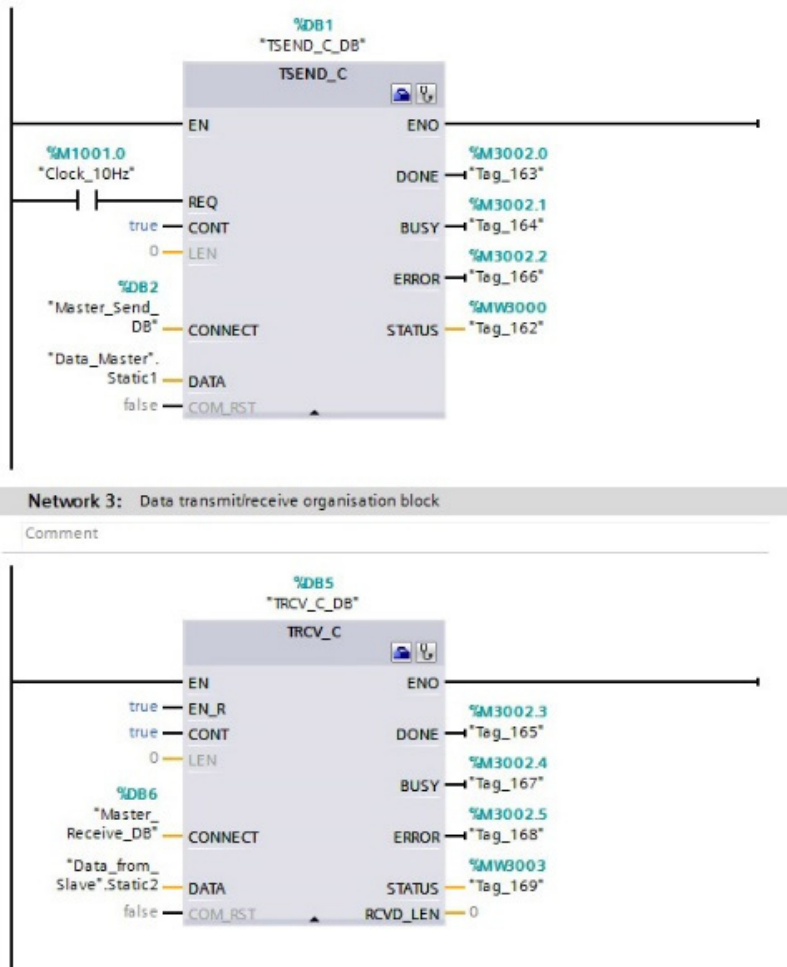 %DB1
"TSEND_C_DB"
TSEND_C
EN ENO
%M1001.0
"Clock_10Hz"
REQ
true CONT
0 LEN
%DB2
"Master_Send_
DB" CONNECT
"Data_Master".
Static1 DATA
false COM_RST
%M3002.0
DONE "Tag_163"
%M3002.1
BUSY "Tag_164"
%M3002.2
ERROR "Tag_166"
%MW3000
STATUS "Tag_162"
Network 3: Data transmit/receive organisation block
Comment
%DB5
"TRCV_C_DB"
TRCV_C
EN ENO
true EN_R
true CONT
0 LEN
%DB6
"Master_
Receive_DB" CONNECT
"Data_from_
Slave".Static2 DATA
false COM_RST
%M3002.3
DONE "Tag_165"
%M3002.4
BUSY "Tag_167"
%M3002.5
ERROR "Tag_168"
%MW3003
STATUS "Tag_169"
RCVD_LEN 0